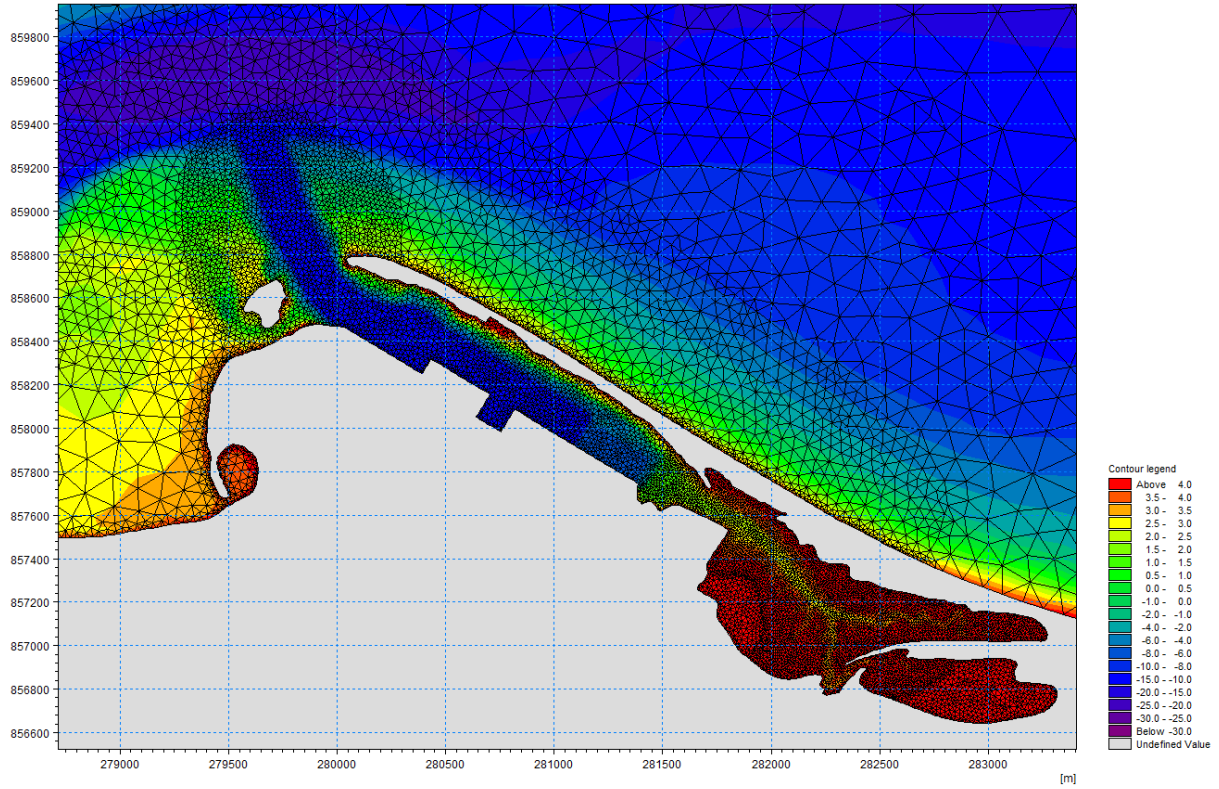 859800
859600
859400
859200
859000
858800
858600
858400
858200
858000
857800
857600
857400
857200
857000
856800
856600
279000 279500 280000 280500 281000 281500 282000 282500 283000
[m]
Contour legend
Above 4.0
3.5 - 4.0
3.0 - 3.5
2.5 - 3.0
2.0 - 2.5
1.5 - 2.0
1.0 - 1.5
0.5 - 1.0
0.0 - 0.5
-1.0 - 0.0
-2.0 - -1.0
-4.0 - -2.0
-6.0 - -4.0
-8.0 - -6.0
-10.0 - -8.0
-15.0 - -10.0
-20.0 - -15.0
-25.0 - -20.0
-30.0 - -25.0
Below -30.0
Undefined Value